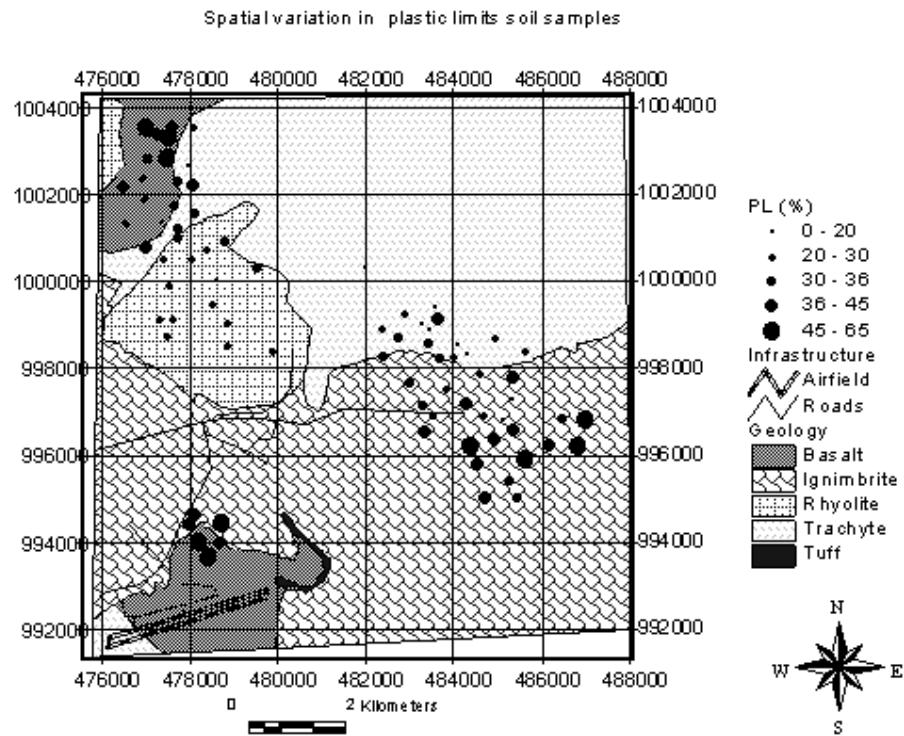 Spatial variation in plastic limits soil samples
476000 478000 480000 482000 484000 486000 488000
1004000 1004000
1002000 1002000
1000000 1000000
998000 998000
996000 996000
994000 994000
992000 992000
476000 478000 480000 482000 484000 486000 488000
0 2 Kilometers
PL (%)
0 - 20
20 - 30
30 - 36
36 - 45
45 - 65
Infrastructure
Airfield
Roads
Geology
Basalt
Ignimbrite
Rhyolite
Trachyte
Tuff
N
W E
S